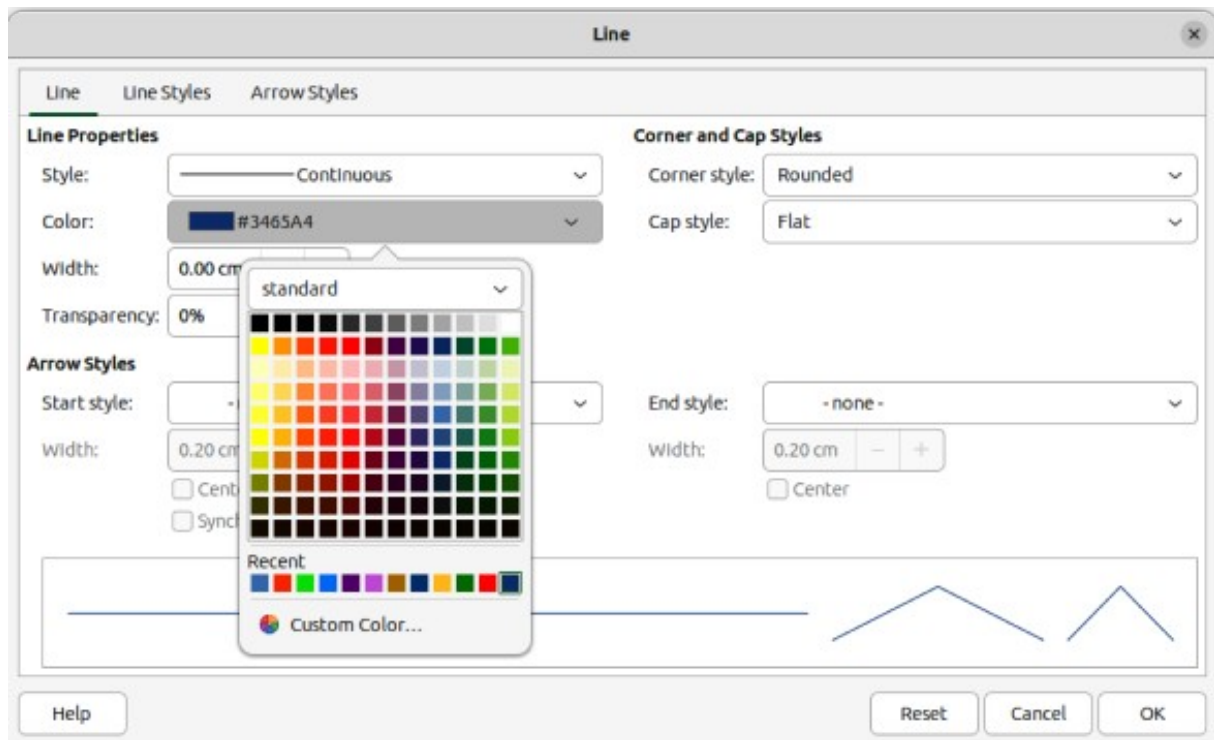 Line
Line Line Styles Arrow Styles
Line Properties
Style: Continuous
Color: #3465A4
Width: 0.00 cm
Transparency: 0%
standard
Recent
Custom Color...
Arrow Styles
Start style:
Width: 0.20 cm
Corner and Cap Styles
Corner style: Rounded
Cap style: Flat
End style: - none -
Width: 0.20 cm − +
Center
Help Reset Cancel OK